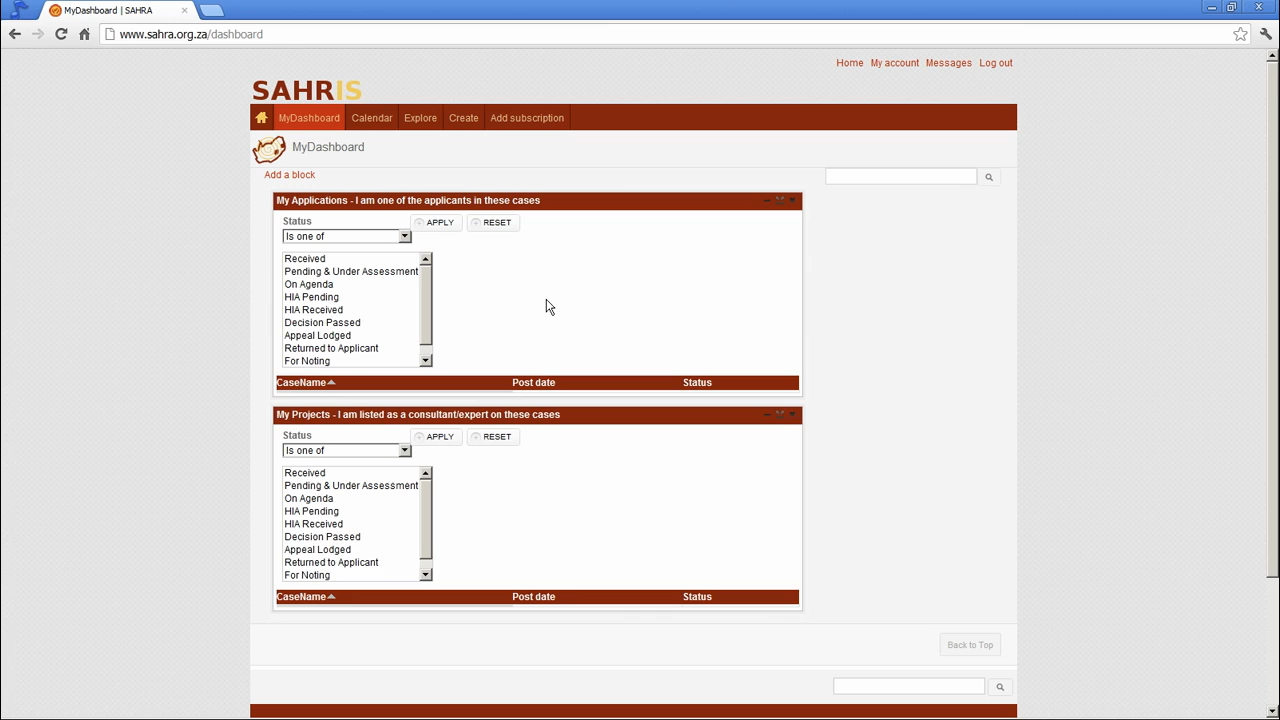 MyDashboard | SAHRA
www.sahra.org.za/dashboard
Home My account Messages Log out
SAHRIS
MyDashboard Calendar Explore Create Add subscription
MyDashboard
Add a block
My Applications - I am one of the applicants in these cases
Status
APPLY RESET
Is one of
Received
Pending & Under Assessment
On Agenda
HIA Pending
HIA Received
Decision Passed
Appeal Lodged
Returned to Applicant
For Noting
CaseName Post date Status
My Projects - I am listed as a consultant/expert on these cases
Status
APPLY RESET
Is one of
Received
Pending & Under Assessment
On Agenda
HIA Pending
HIA Received
Decision Passed
Appeal Lodged
Returned to Applicant
For Noting
CaseName Post date Status
Back to Top